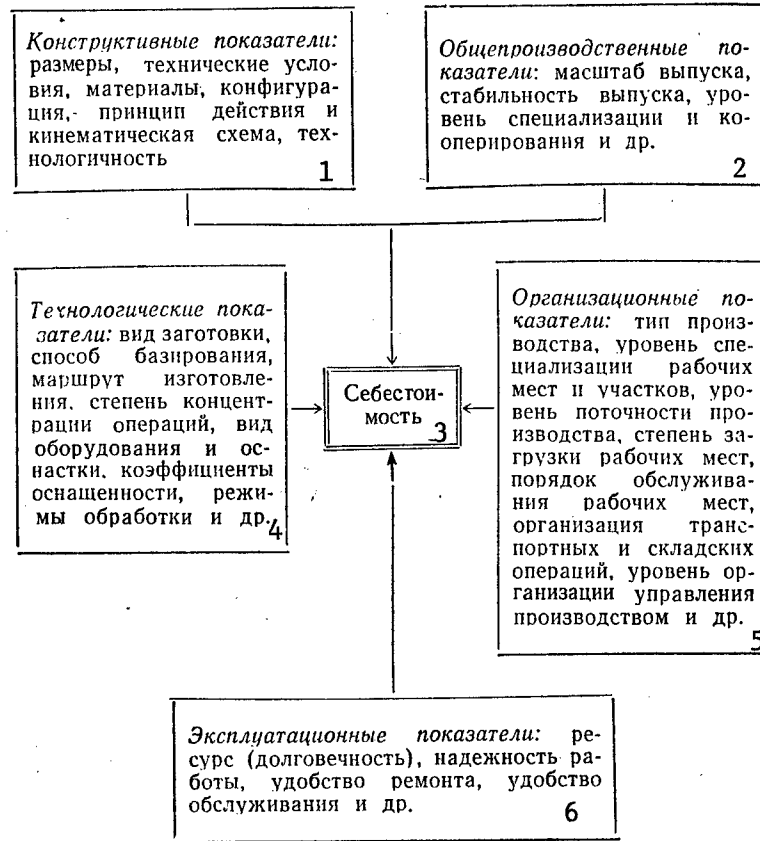 Конструктивные показатели:
размеры, технические усло-
вия, материалы, конфигура-
ция, принцип действия и
кинематическая схема, тех-
нологичность
1
Общепроизводственные по-
казатели: масштаб выпуска,
стабильность выпуска, уро-
вень специализации и ко-
оперирования и др.
2
Технологические пока-
затели: вид заготовки,
способ базирования,
маршрут изготовле-
ния, степень концент-
рации операций, вид
оборудования и ос-
настки, коэффициенты
оснащенности, режи-
мы обработки и др.
4
Себестои-
мость
3
Организационные по-
казатели: тип произ-
водства, уровень спе-
циализации рабочих
мест и участков, уро-
вень поточности про-
изводства, степень за-
грузки рабочих мест,
порядок обслужива-
ния рабочих мест,
организация транс-
портных и складских
операций, уровень ор-
ганизации управления
производством и др.
5
Эксплуатационные показатели: ре-
сурс (долговечность), надежность ра-
боты, удобство ремонта, удобство
обслуживания и др.
6